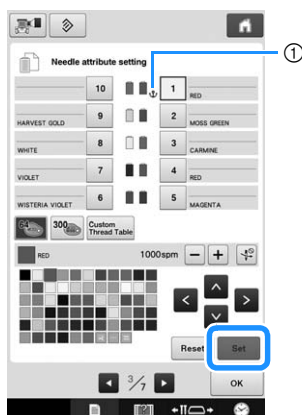 Needle attribute setting
①
10 1 RED
HARVEST GOLD 9 2 MOSS GREEN
WHITE 8 3 CARMINE
VIOLET 7 4 RED
WISTERIA VIOLET 6 5 MAGENTA
64 300 Custom
Thread Table
RED 1000spm - +
Reset Set
3/7 OK